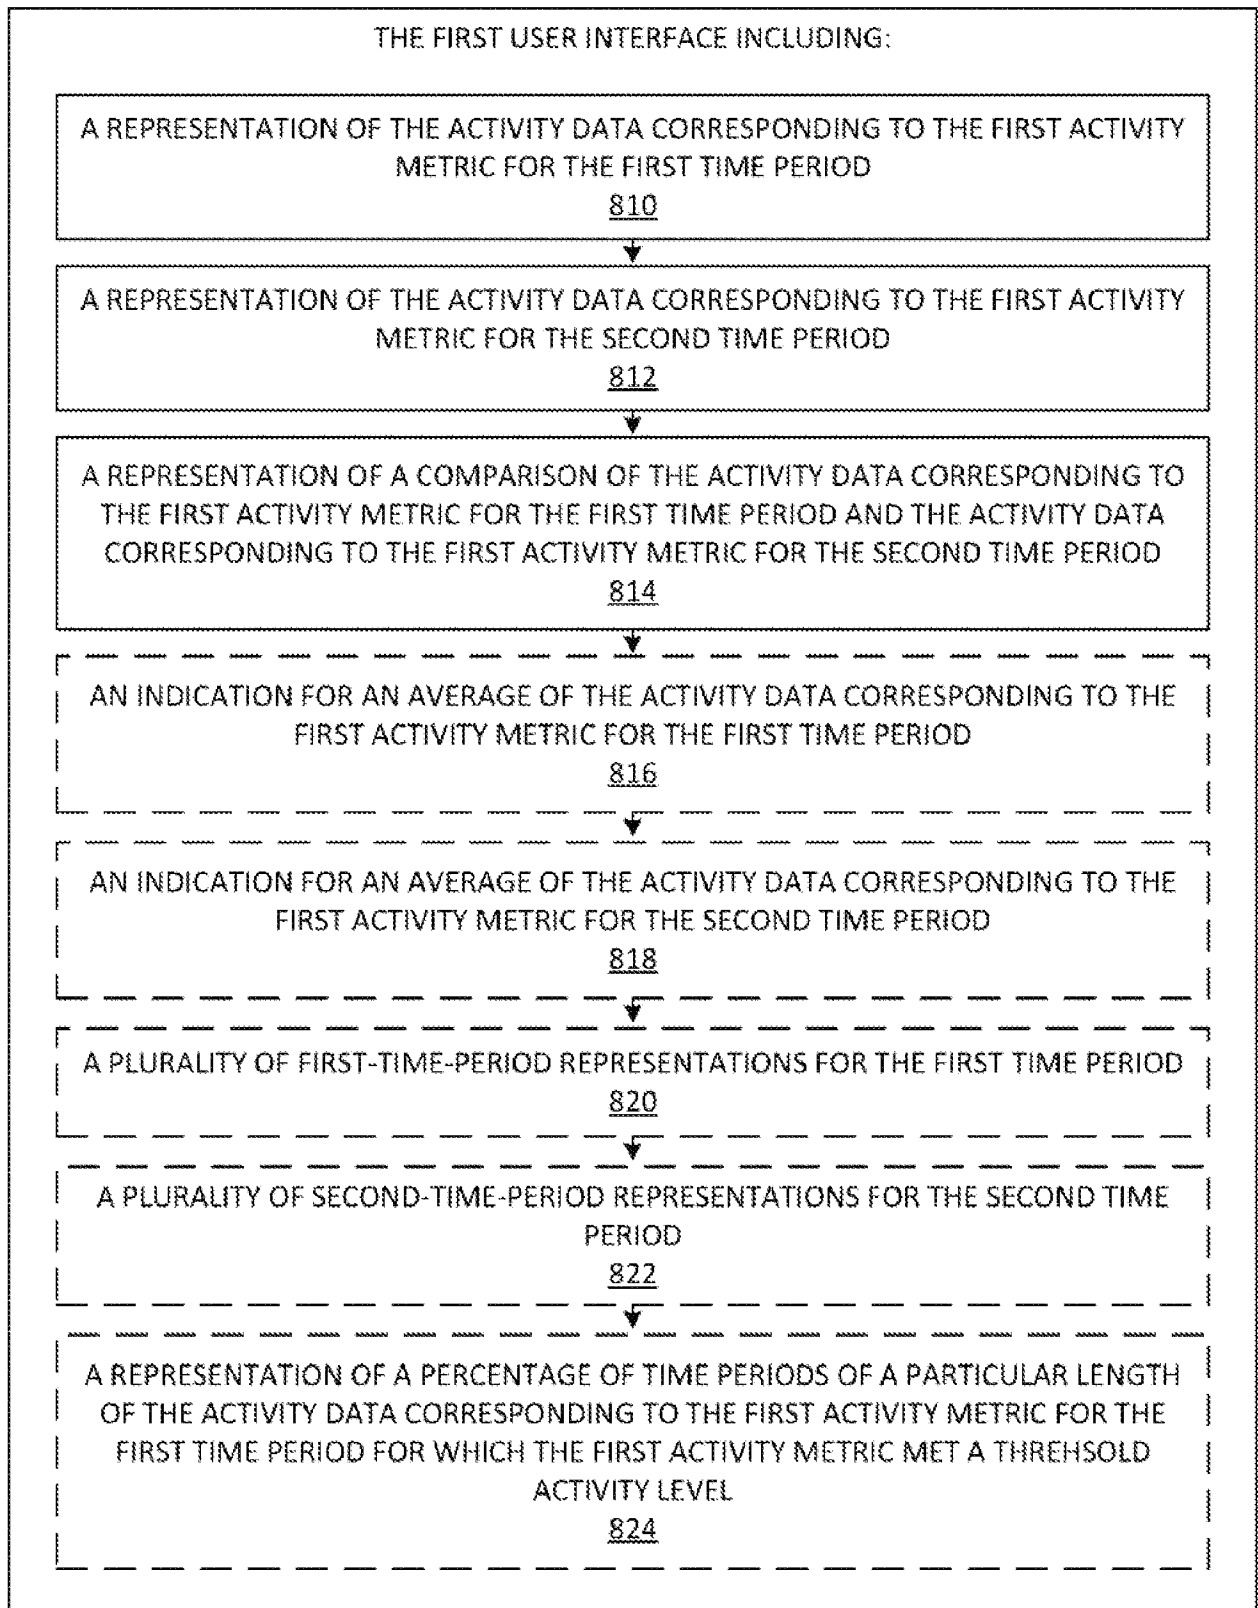 THE FIRST USER INTERFACE INCLUDING:
A REPRESENTATION OF THE ACTIVITY DATA CORRESPONDING TO THE FIRST ACTIVITY
METRIC FOR THE FIRST TIME PERIOD
810
A REPRESENTATION OF THE ACTIVITY DATA CORRESPONDING TO THE FIRST ACTIVITY
METRIC FOR THE SECOND TIME PERIOD
812
A REPRESENTATION OF A COMPARISON OF THE ACTIVITY DATA CORRESPONDING TO
THE FIRST ACTIVITY METRIC FOR THE FIRST TIME PERIOD AND THE ACTIVITY DATA
CORRESPONDING TO THE FIRST ACTIVITY METRIC FOR THE SECOND TIME PERIOD
814
AN INDICATION FOR AN AVERAGE OF THE ACTIVITY DATA CORRESPONDING TO THE
FIRST ACTIVITY METRIC FOR THE FIRST TIME PERIOD
816
AN INDICATION FOR AN AVERAGE OF THE ACTIVITY DATA CORRESPONDING TO THE
FIRST ACTIVITY METRIC FOR THE SECOND TIME PERIOD
818
A PLURALITY OF FIRST-TIME-PERIOD REPRESENTATIONS FOR THE FIRST TIME PERIOD
820
A PLURALITY OF SECOND-TIME-PERIOD REPRESENTATIONS FOR THE SECOND TIME
PERIOD
822
A REPRESENTATION OF A PERCENTAGE OF TIME PERIODS OF A PARTICULAR LENGTH
OF THE ACTIVITY DATA CORRESPONDING TO THE FIRST ACTIVITY METRIC FOR THE
FIRST TIME PERIOD FOR WHICH THE FIRST ACTIVITY METRIC MET A THREHSOLD
ACTIVITY LEVEL
824